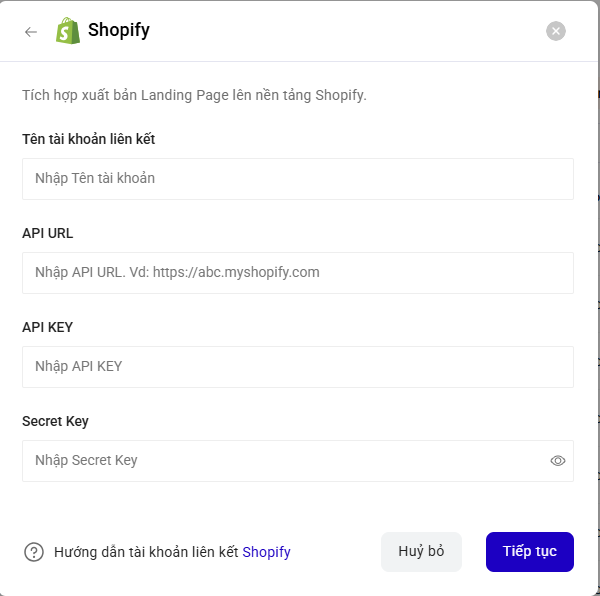 Shopify
Tích hợp xuất bản Landing Page lên nền tảng Shopify.
Tên tài khoản liên kết
Nhập Tên tài khoản
API URL
Nhập API URL. Vd: https://abc.myshopify.com
API KEY
Nhập API KEY
Secret Key
Nhập Secret Key
Hướng dẫn tài khoản liên kết Shopify
Huỷ bỏ
Tiếp tục